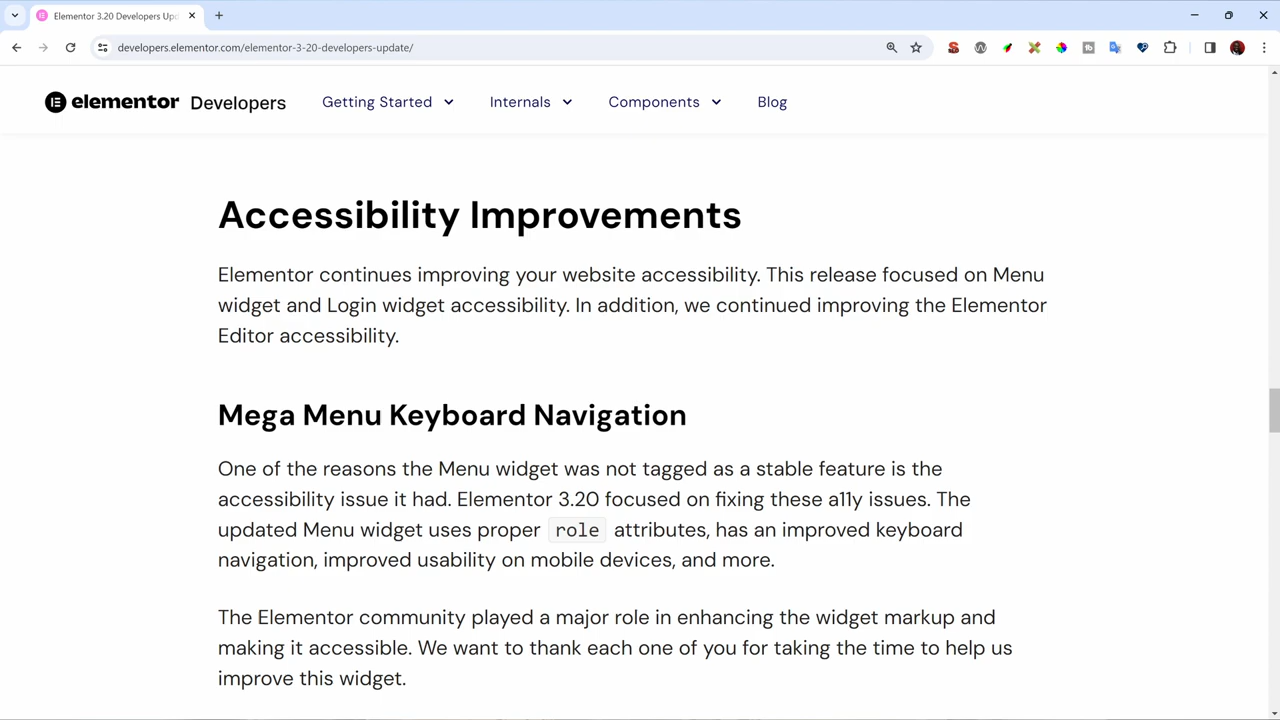 Elementor 3.20 Developers Upd
developers.elementor.com/elementor-3-20-developers-update/
elementor Developers Getting Started Internals Components Blog
Accessibility Improvements
Elementor continues improving your website accessibility. This release focused on Menu
widget and Login widget accessibility. In addition, we continued improving the Elementor
Editor accessibility.
Mega Menu Keyboard Navigation
One of the reasons the Menu widget was not tagged as a stable feature is the
accessibility issue it had. Elementor 3.20 focused on fixing these a11y issues. The
updated Menu widget uses proper role attributes, has an improved keyboard
navigation, improved usability on mobile devices, and more.
The Elementor community played a major role in enhancing the widget markup and
making it accessible. We want to thank each one of you for taking the time to help us
improve this widget.